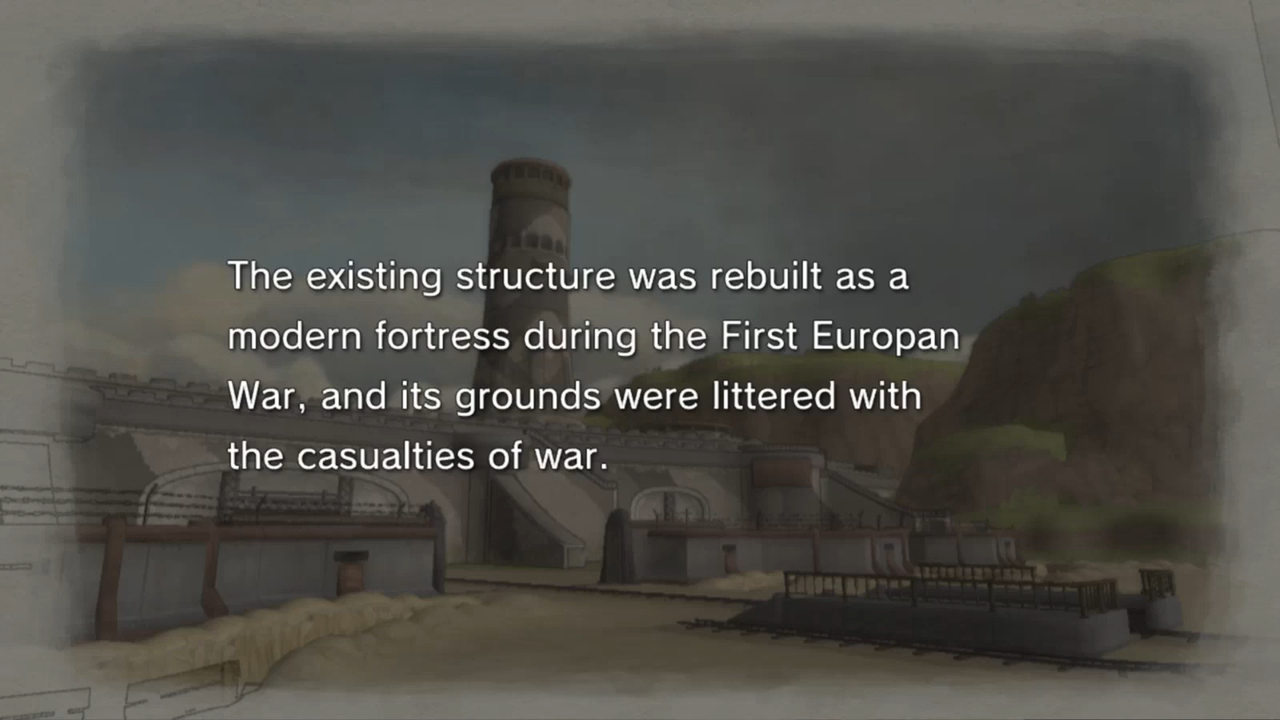 The existing structure was rebuilt as a
modern fortress during the First Europan
War, and its grounds were littered with
the casualties of war.